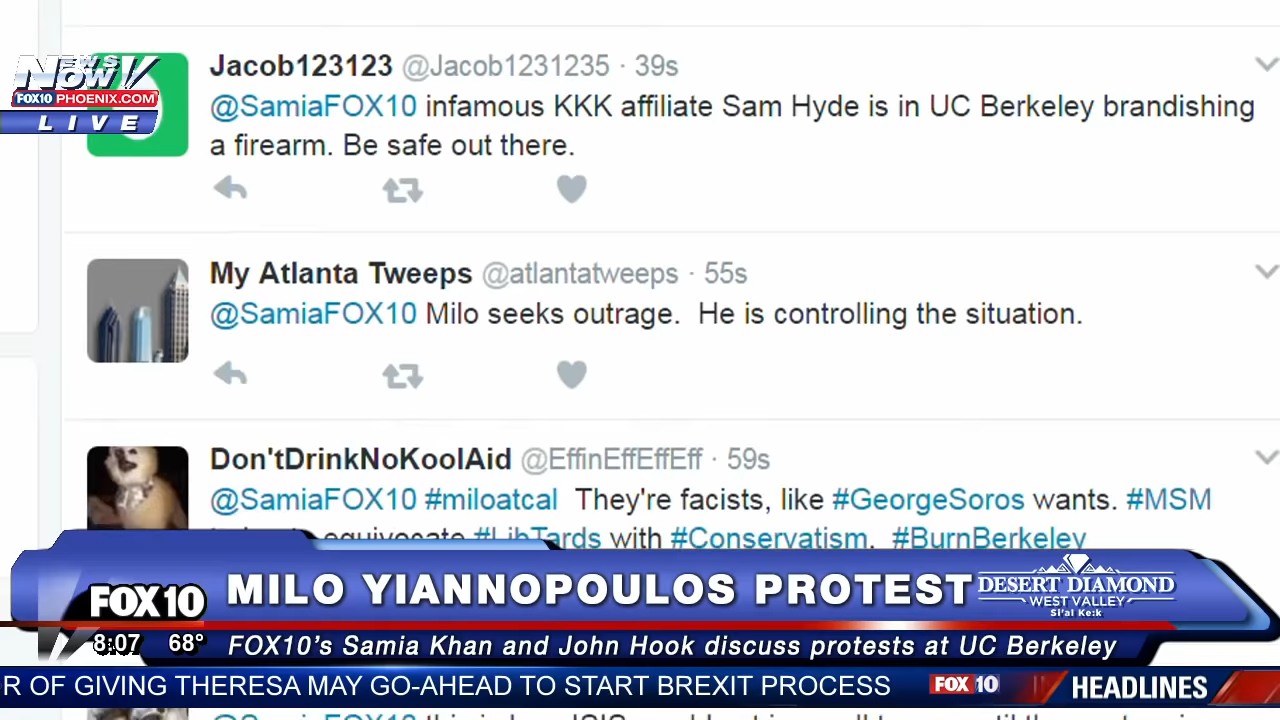 NEWS
NOW
FOX10 PHOENIX.COM
LIVE
Jacob123123 @Jacob1231235 · 39s
@SamiaFOX10 infamous KKK affiliate Sam Hyde is in UC Berkeley brandishing
a firearm. Be safe out there.
My Atlanta Tweeps @atlantatweeps · 55s
@SamiaFOX10 Milo seeks outrage.  He is controlling the situation.
Don'tDrinkNoKoolAid @EffinEffEffEff · 59s
@SamiaFOX10 #miloatcal  They're facists, like #GeorgeSoros wants. #MSM
equivocate #LibTards with #Conservatism.  #BurnBerkeley
FOX 10
MILO YIANNOPOULOS PROTEST
DESERT DIAMOND
WEST VALLEY
Si'al Ke:k
8:07 68°
FOX10's Samia Khan and John Hook discuss protests at UC Berkeley
R OF GIVING THERESA MAY GO-AHEAD TO START BREXIT PROCESS
FOX 10 HEADLINES
@SamiaFOX10